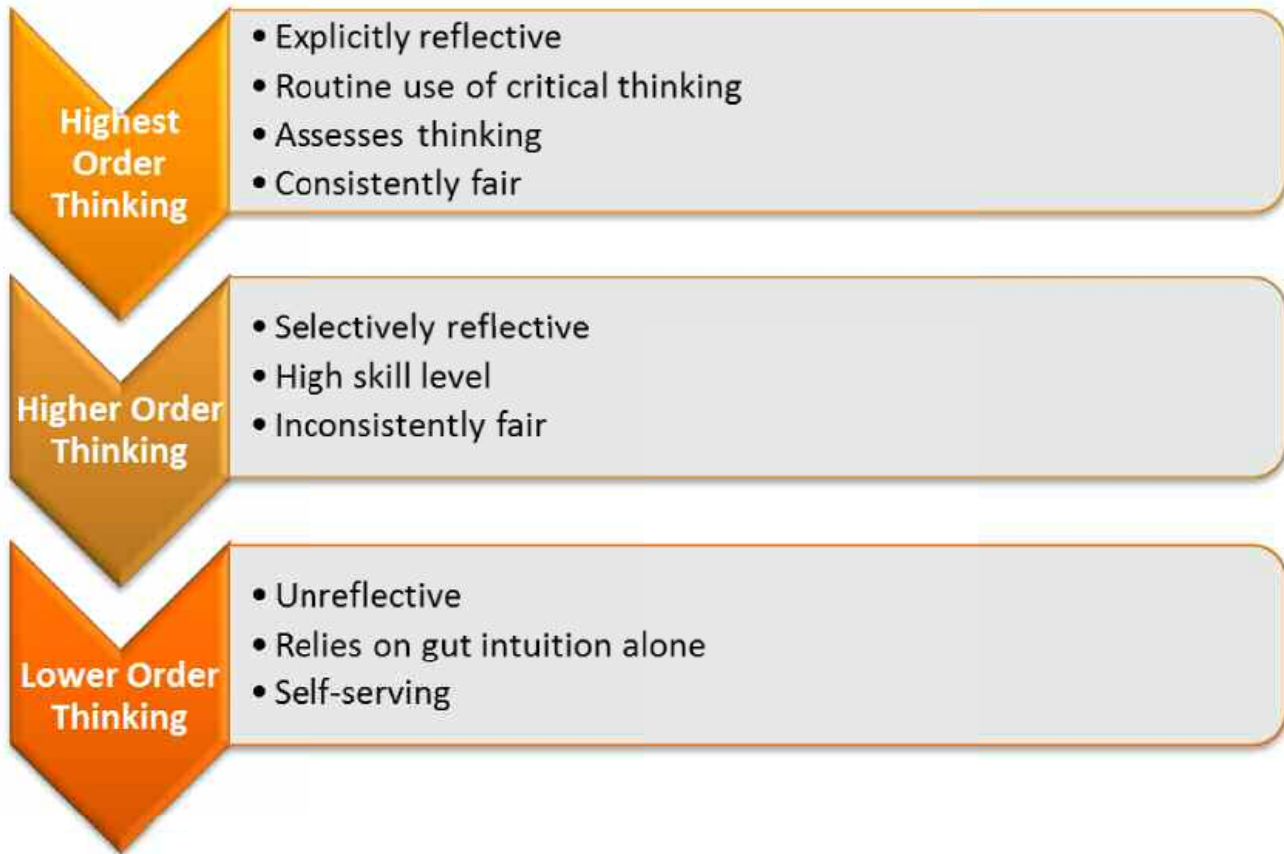 Highest
Order
Thinking
• Explicitly reflective
• Routine use of critical thinking
• Assesses thinking
• Consistently fair
Higher Order
Thinking
• Selectively reflective
• High skill level
• Inconsistently fair
Lower Order
Thinking
• Unreflective
• Relies on gut intuition alone
• Self-serving